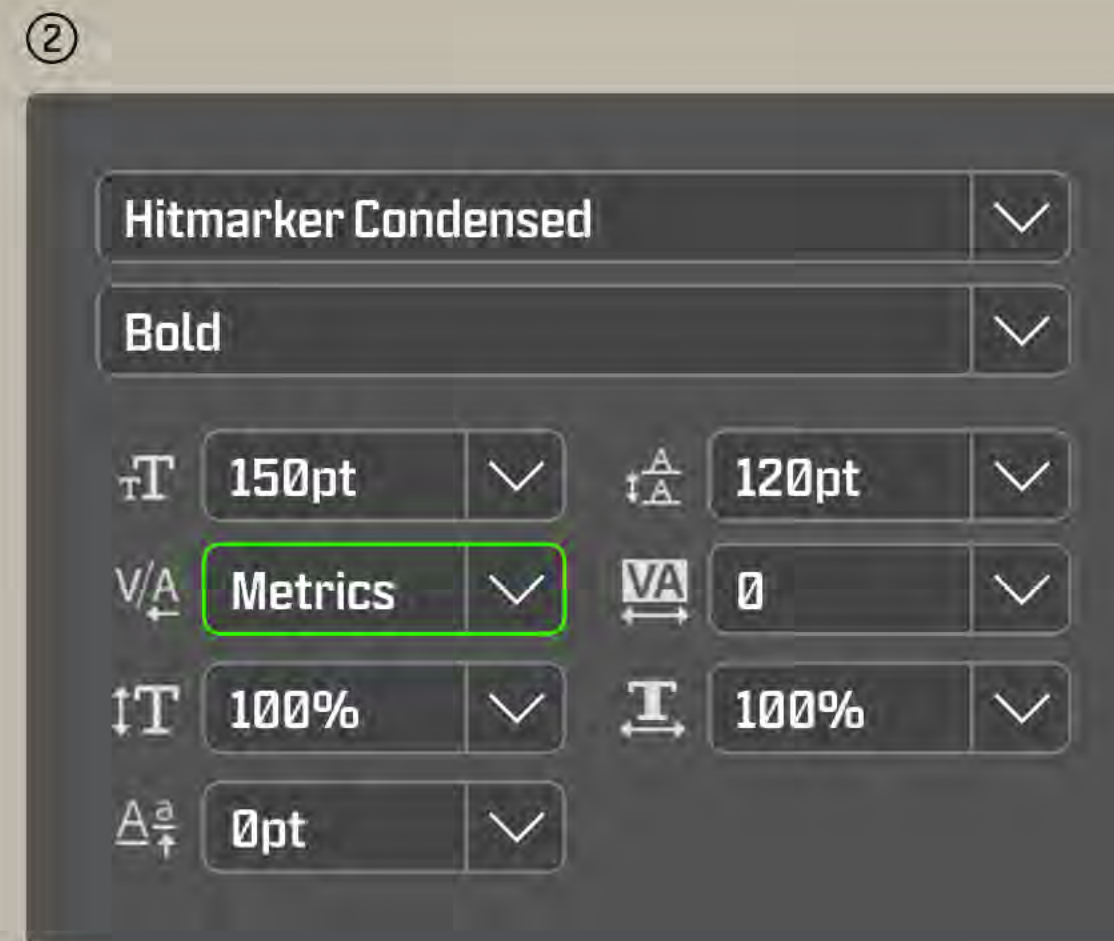 2
Hitmarker Condensed
Bold
150pt 120pt
Metrics 0
100% 100%
0pt